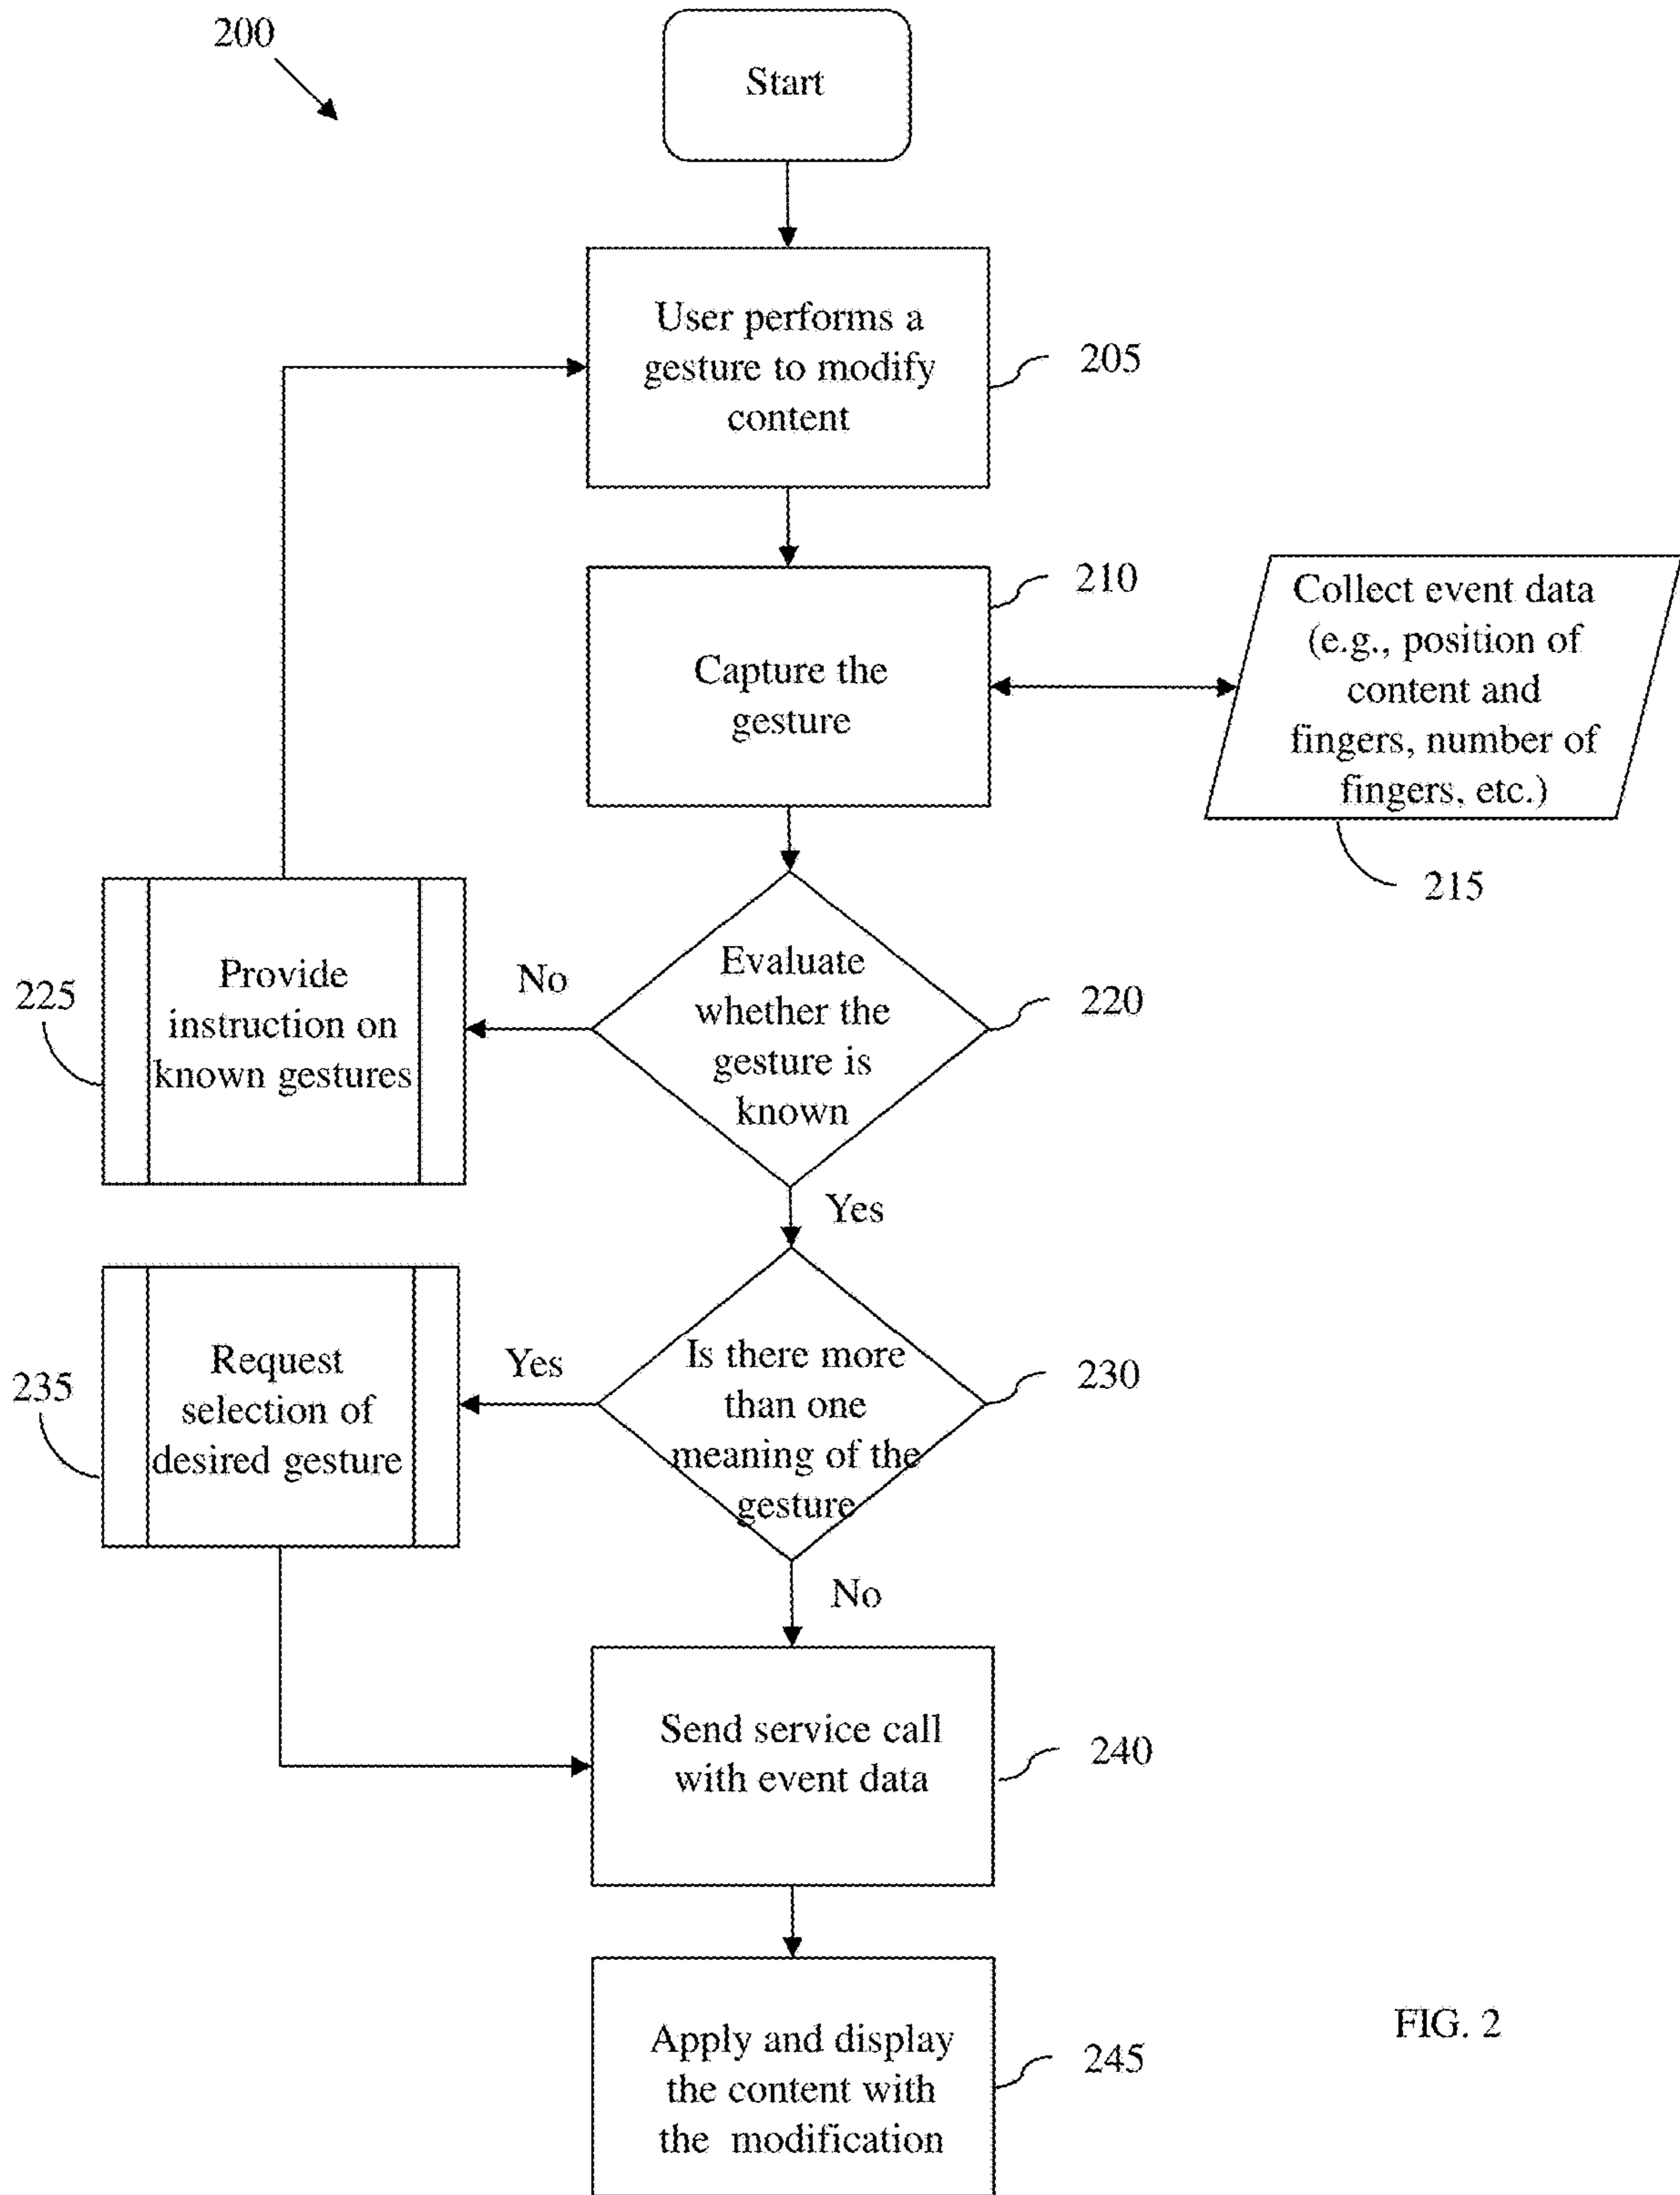 200
Start
User performs a
gesture to modify
content
205
Capture the
gesture
210
Collect event data
(e.g., position of
content and
fingers, number of
fingers, etc.)
215
Evaluate
whether the
gesture is
known
220
No
Provide
instruction on
known gestures
225
Yes
Is there more
than one
meaning of the
gesture
230
Yes
Request
selection of
desired gesture
235
No
Send service call
with event data
240
Apply and display
the content with
the modification
245
FIG. 2